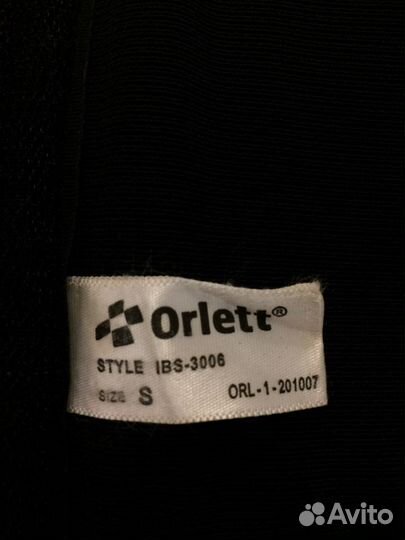 Orlett®
STYLE IBS-3006
SIZE S ORL-1-201007
Avito